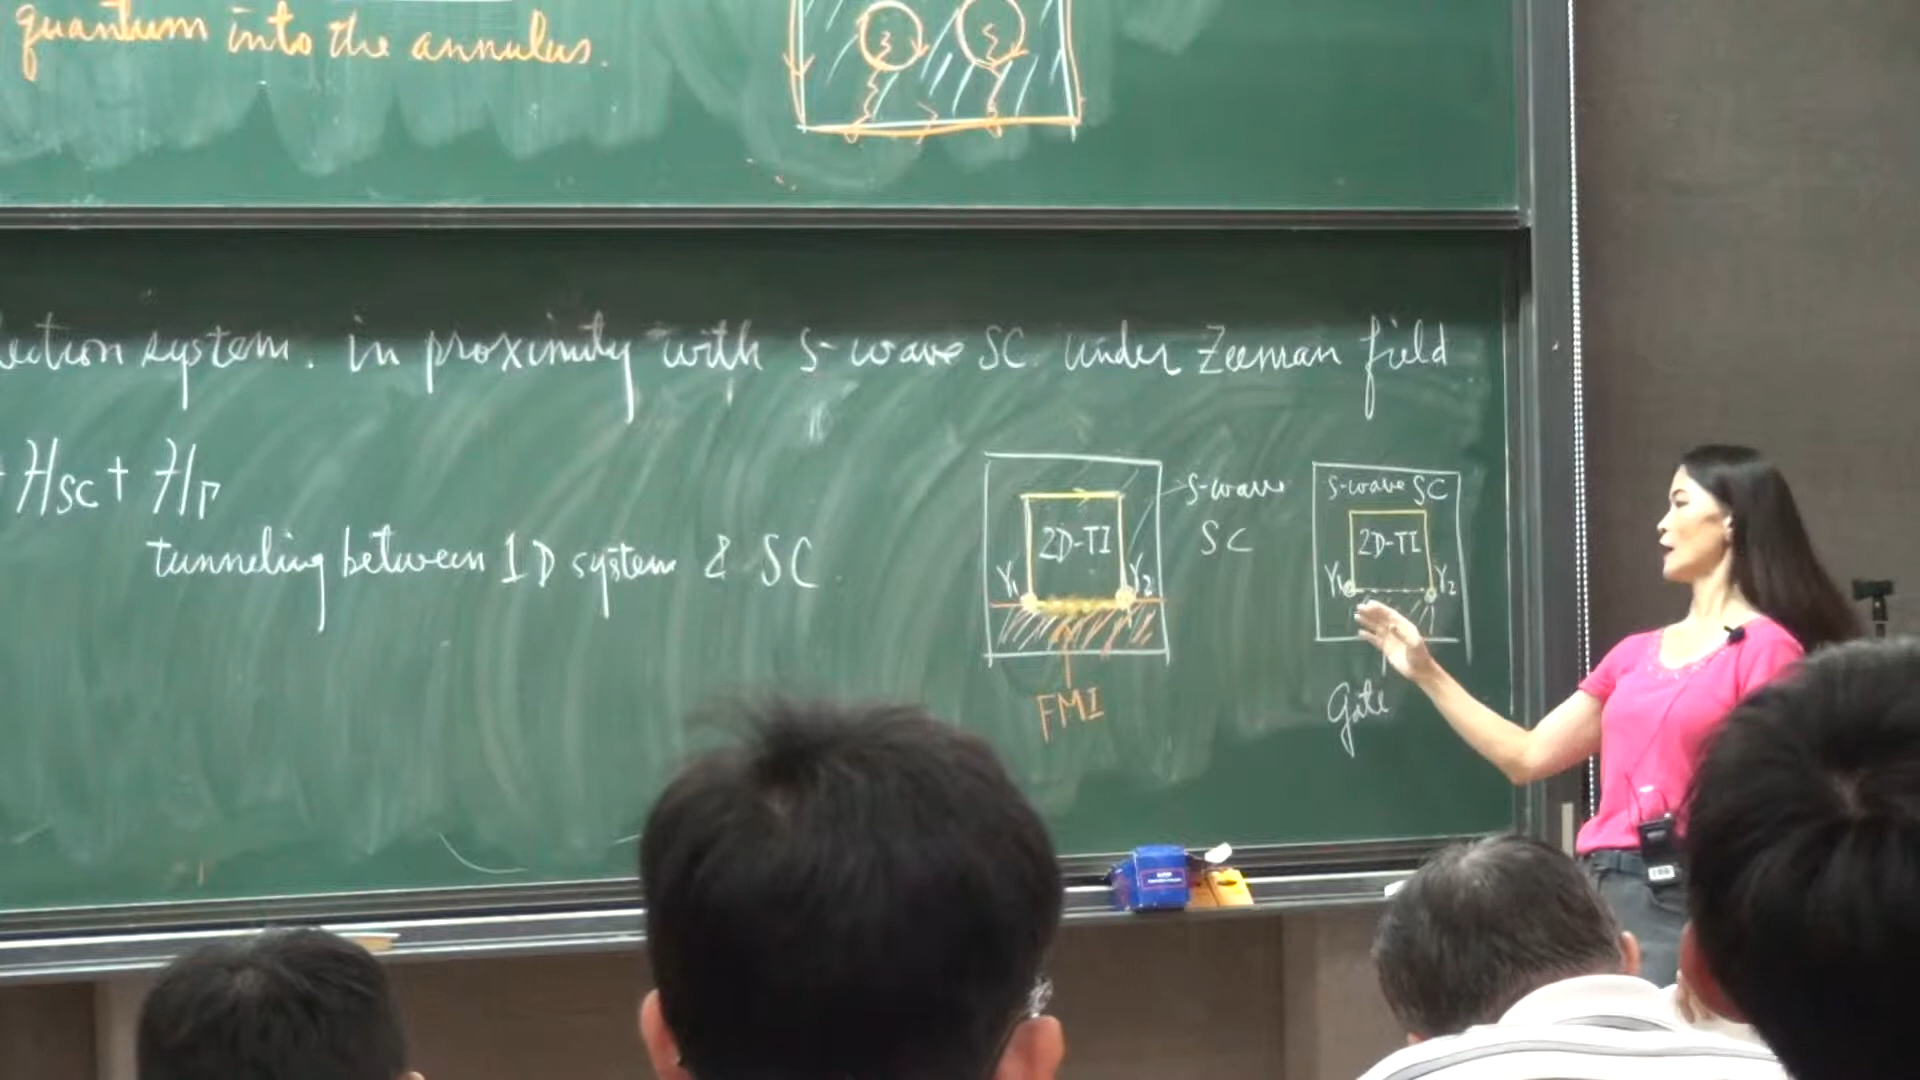 quantum into the annulus.
lection system. in proximity with s-wave SC. under Zeeman field
+ Hsc + HΓ
tunneling between 1D system & SC
2D-TI
γ₁
γ₂
s-wave
SC
FMI
s-wave SC
2D-TI
γ₁
γ₂
Gate